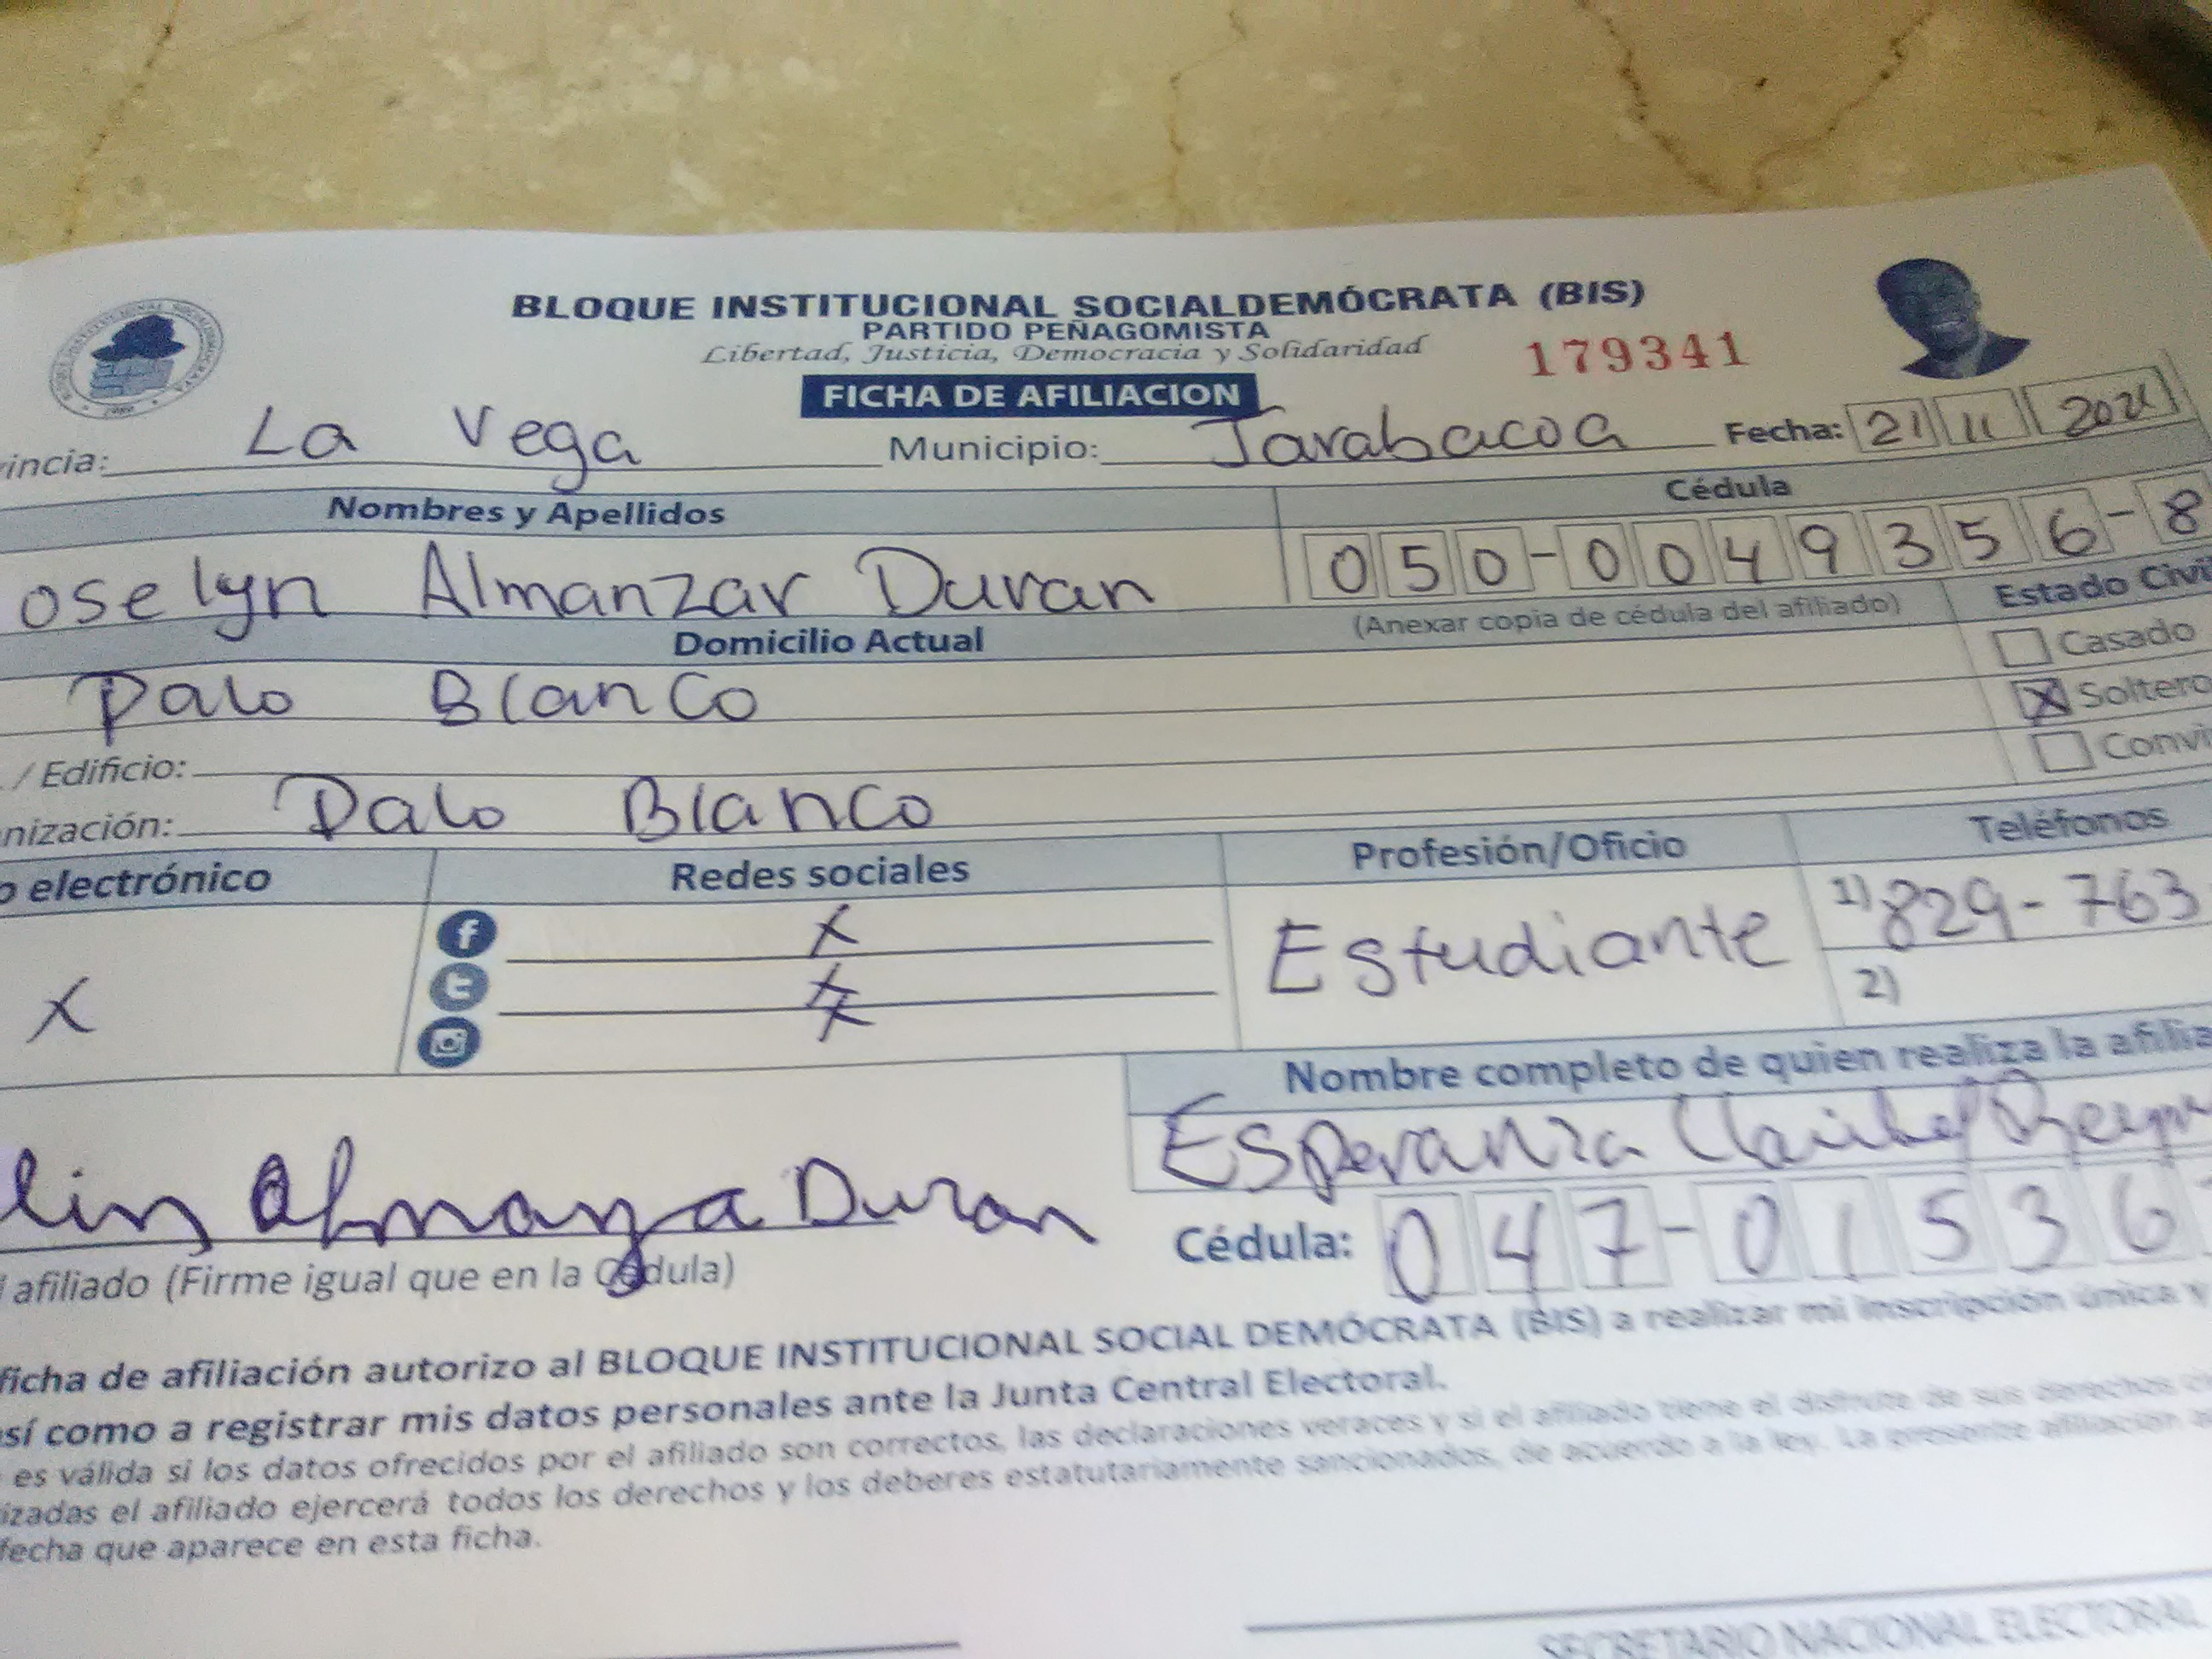 BLOQUE INSTITUCIONAL SOCIALDEMÓCRATA (BIS)
PARTIDO PEÑAGOMISTA
Libertad, Justicia, Democracia y Solidaridad
179341
FICHA DE AFILIACION
incia: La Vega Municipio: Jarabacoa Fecha: 21 11
Nombres y Apellidos Cédula
oselyn Almanzar Duran 050-0049356-8
(Anexar copia de cédula del afiliado) Estado Civi
Domicilio Actual
Casado
Palo Blanco
Soltero
/ Edificio:
Convi
nización: Palo Blanco
o electrónico Redes sociales Profesión/Oficio Teléfonos
x x x x Estudiante 1) 829-763
2)
Nombre completo de quien realiza la afilia
Esperanza
lin Duran
Cédula: 047-01536
afiliado (Firme igual que en la Cédula)
ficha de afiliación autorizo al BLOQUE INSTITUCIONAL SOCIAL DEMÓCRATA (BIS) a realizar mi inscripción única y
así como a registrar mis datos personales ante la Junta Central Electoral.
es válida si los datos ofrecidos por el afiliado son correctos, las declaraciones veraces y si el afiliado tiene el disfrute de sus derechos
izadas el afiliado ejercerá todos los derechos y los deberes estatutariamente sancionados, de acuerdo a la ley. La presente afiliación
fecha que aparece en esta ficha.
SECRETARIO NACIONAL ELECTORAL